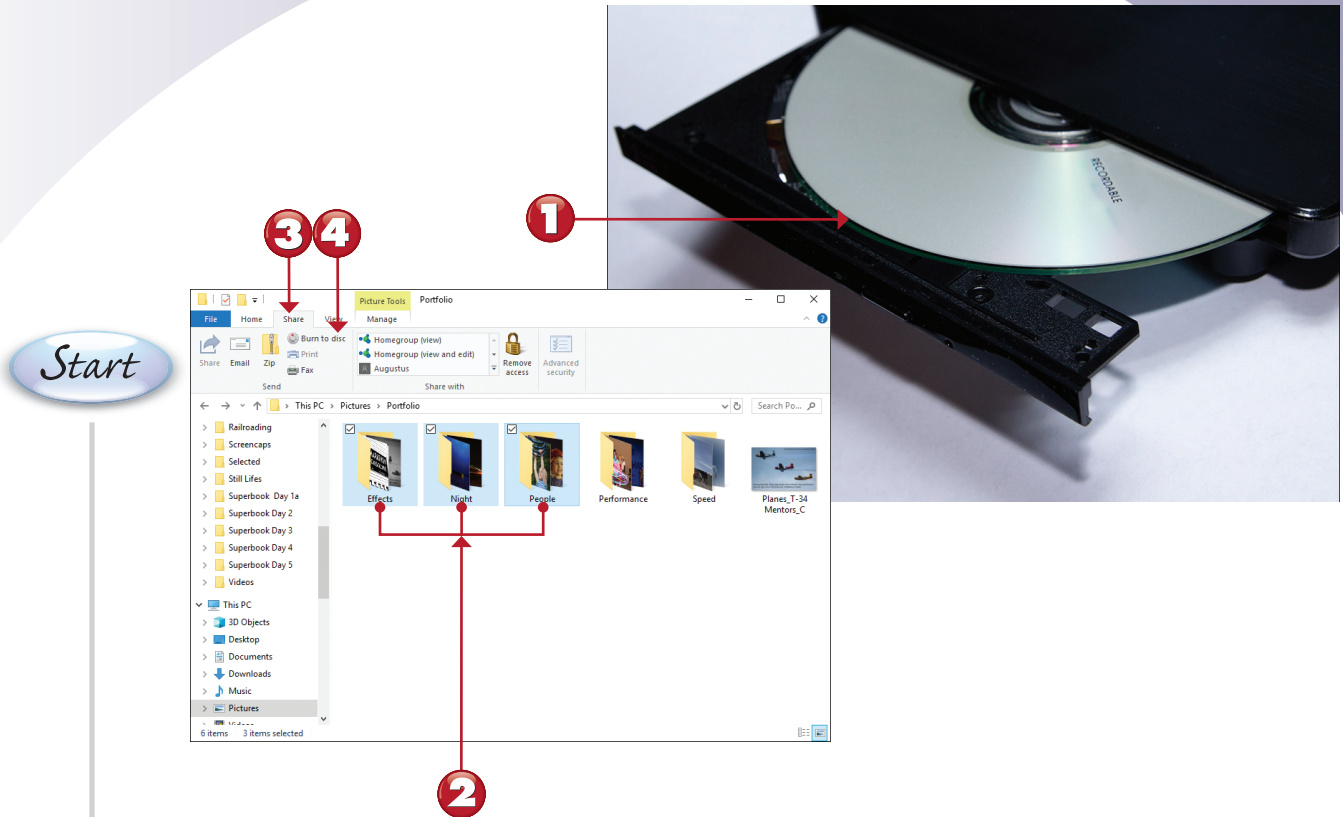 RECORDABLE
1
3 4
Picture Tools Portfolio
File Home Share View Manage
Share
Email
Zip
Burn to disc
Print
Fax
Send
Homegroup (view)
Homegroup (view and edit)
Augustus
Share with
Remove access
Advanced security
Start
This PC > Pictures > Portfolio
Search Po...
Railroading
Screencaps
Selected
Still Lifes
Superbook Day 1a
Superbook Day 2
Superbook Day 3
Superbook Day 4
Superbook Day 5
Videos
This PC
3D Objects
Desktop
Documents
Downloads
Music
Pictures
Videos
Effects
Night
People
Performance
Speed
Planes_T-34
Mentors_C
6 items 3 items selected
2